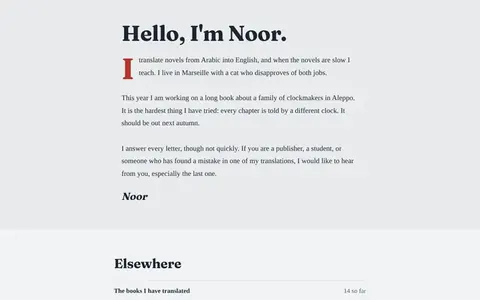 Hello, I'm Noor.
I translate novels from Arabic into English, and when the novels are slow I
teach. I live in Marseille with a cat who disapproves of both jobs.
This year I am working on a long book about a family of clockmakers in Aleppo.
It is the hardest thing I have tried: every chapter is told by a different clock. It
should be out next autumn.
I answer every letter, though not quickly. If you are a publisher, a student, or
someone who has found a mistake in one of my translations, I would like to hear
from you, especially the last one.
Noor
Elsewhere
The books I have translated 14 so far